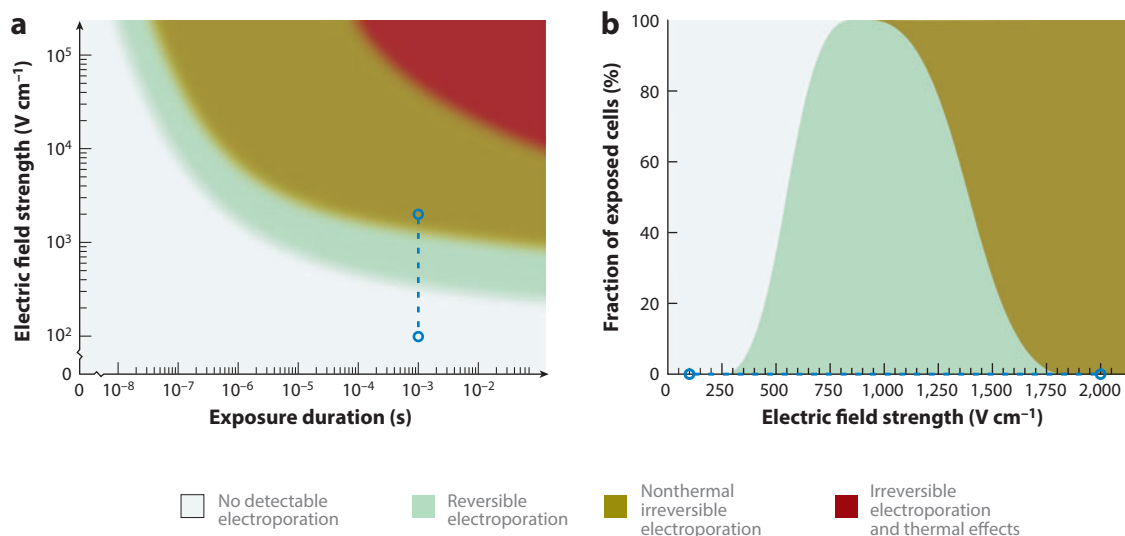 a
Electric field strength (V cm⁻¹)
10⁵
10⁴
10³
10²
0
0 10⁻⁸ 10⁻⁷ 10⁻⁶ 10⁻⁵ 10⁻⁴ 10⁻³ 10⁻²
Exposure duration (s)
b
Fraction of exposed cells (%)
100
80
60
40
20
0
0 250 500 750 1,000 1,250 1,500 1,750 2,000
Electric field strength (V cm⁻¹)
No detectable
electroporation
Reversible
electroporation
Nonthermal
irreversible
electroporation
Irreversible
electroporation
and thermal effects